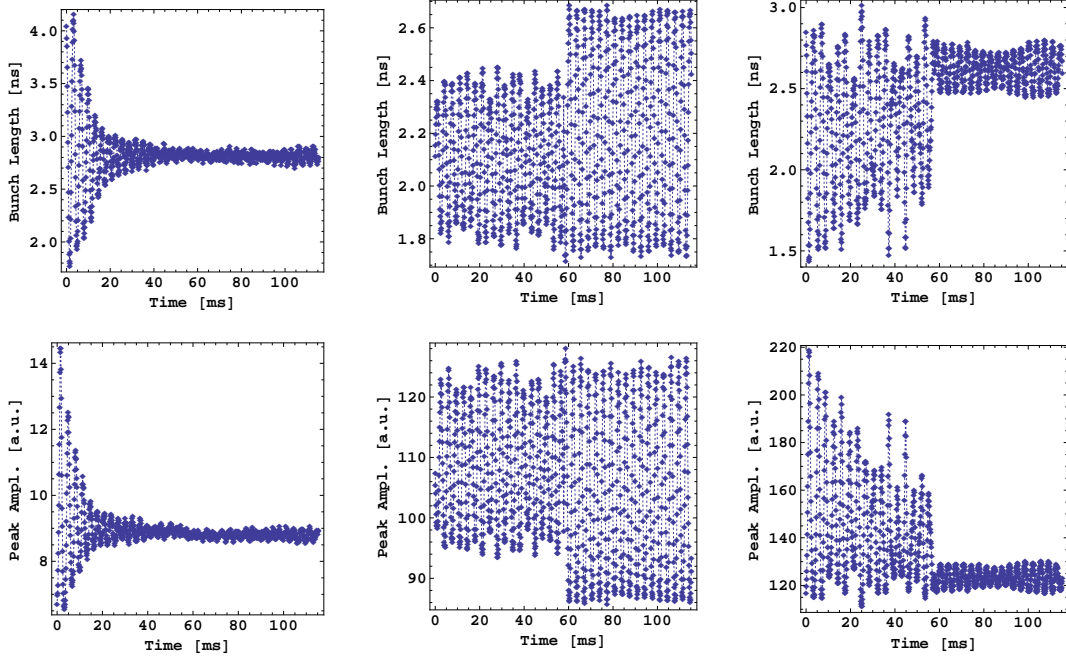 4.0
3.5
3.0
2.5
2.0
Bunch Length [ns]
0 20 40 60 80 100
Time [ms]
2.6
2.4
2.2
2.0
1.8
Bunch Length [ns]
0 20 40 60 80 100
Time [ms]
3.0
2.5
2.0
1.5
Bunch Length [ns]
0 20 40 60 80 100
Time [ms]
14
12
10
8
Peak Ampl. [a.u.]
0 20 40 60 80 100
Time [ms]
120
110
100
90
Peak Ampl. [a.u.]
0 20 40 60 80 100
Time [ms]
220
200
180
160
140
120
Peak Ampl. [a.u.]
0 20 40 60 80 100
Time [ms]